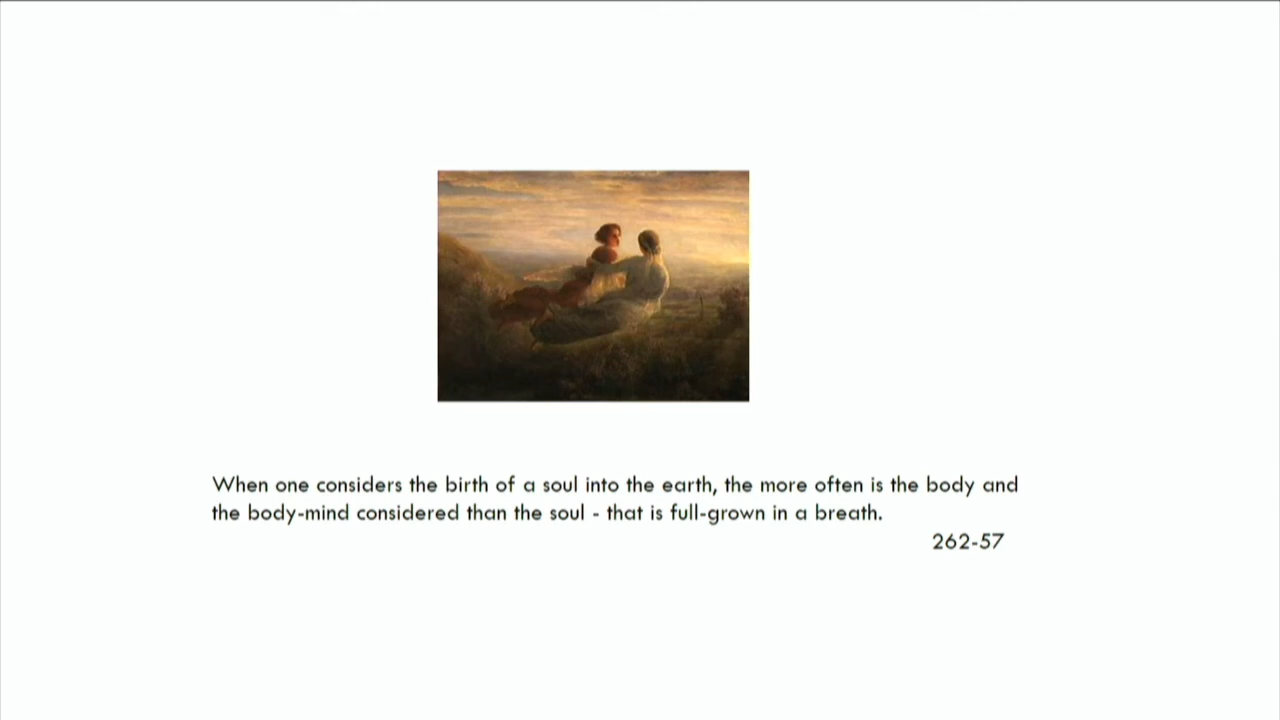 When one considers the birth of a soul into the earth, the more often is the body and
the body-mind considered than the soul - that is full-grown in a breath.
262-57